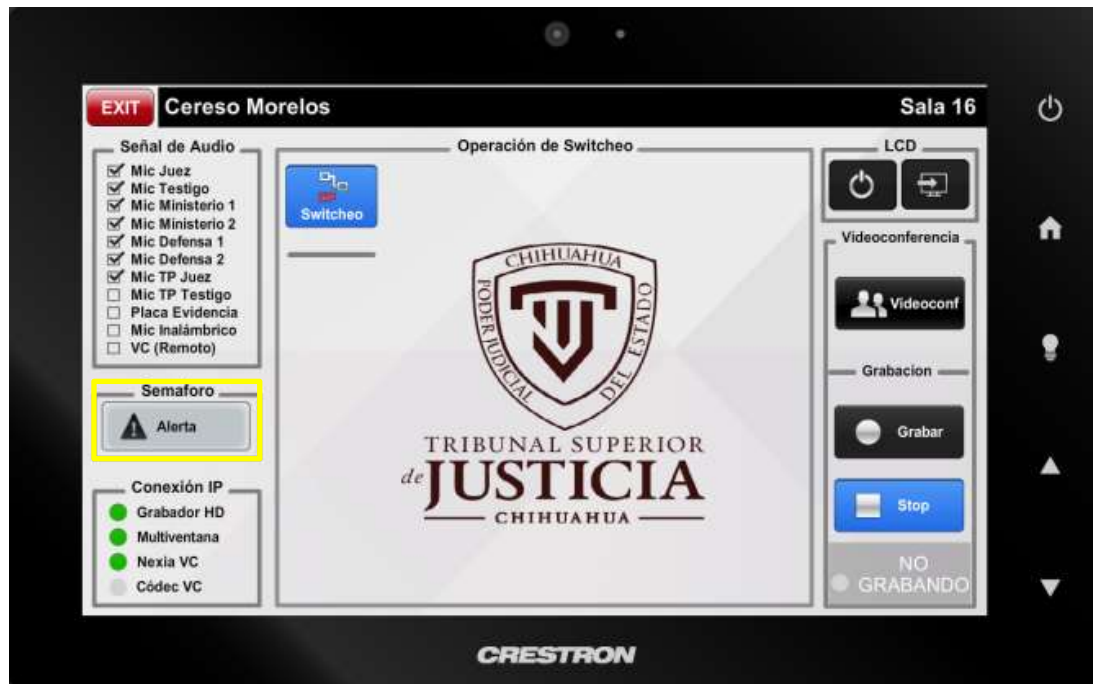 EXIT
Cereso Morelos
Sala 16
Señal de Audio
Mic Juez
Mic Testigo
Mic Ministerio 1
Mic Ministerio 2
Mic Defensa 1
Mic Defensa 2
Mic TP Juez
Mic TP Testigo
Placa Evidencia
Mic Inalámbrico
VC (Remoto)
Semaforo
Alerta
Conexión IP
Grabador HD
Multiventana
Nexia VC
Códec VC
Operación de Switcheo
Switcheo
CHIHUAHUA
PODER JUDICIAL
DEL ESTADO
TRIBUNAL SUPERIOR
de JUSTICIA
CHIHUAHUA
LCD
Videoconferencia
Videoconf
Grabacion
Grabar
Stop
NO
GRABANDO
CRESTRON